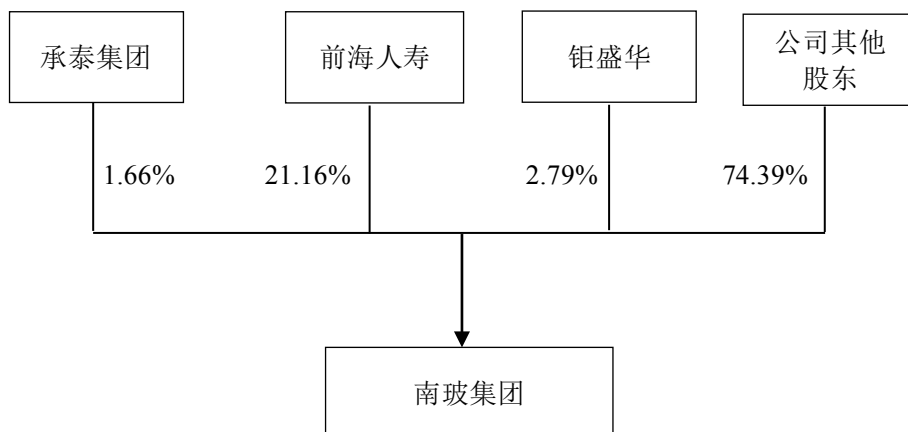 承泰集团
前海人寿
钜盛华
公司其他
股东
1.66%
21.16%
2.79%
74.39%
南玻集团